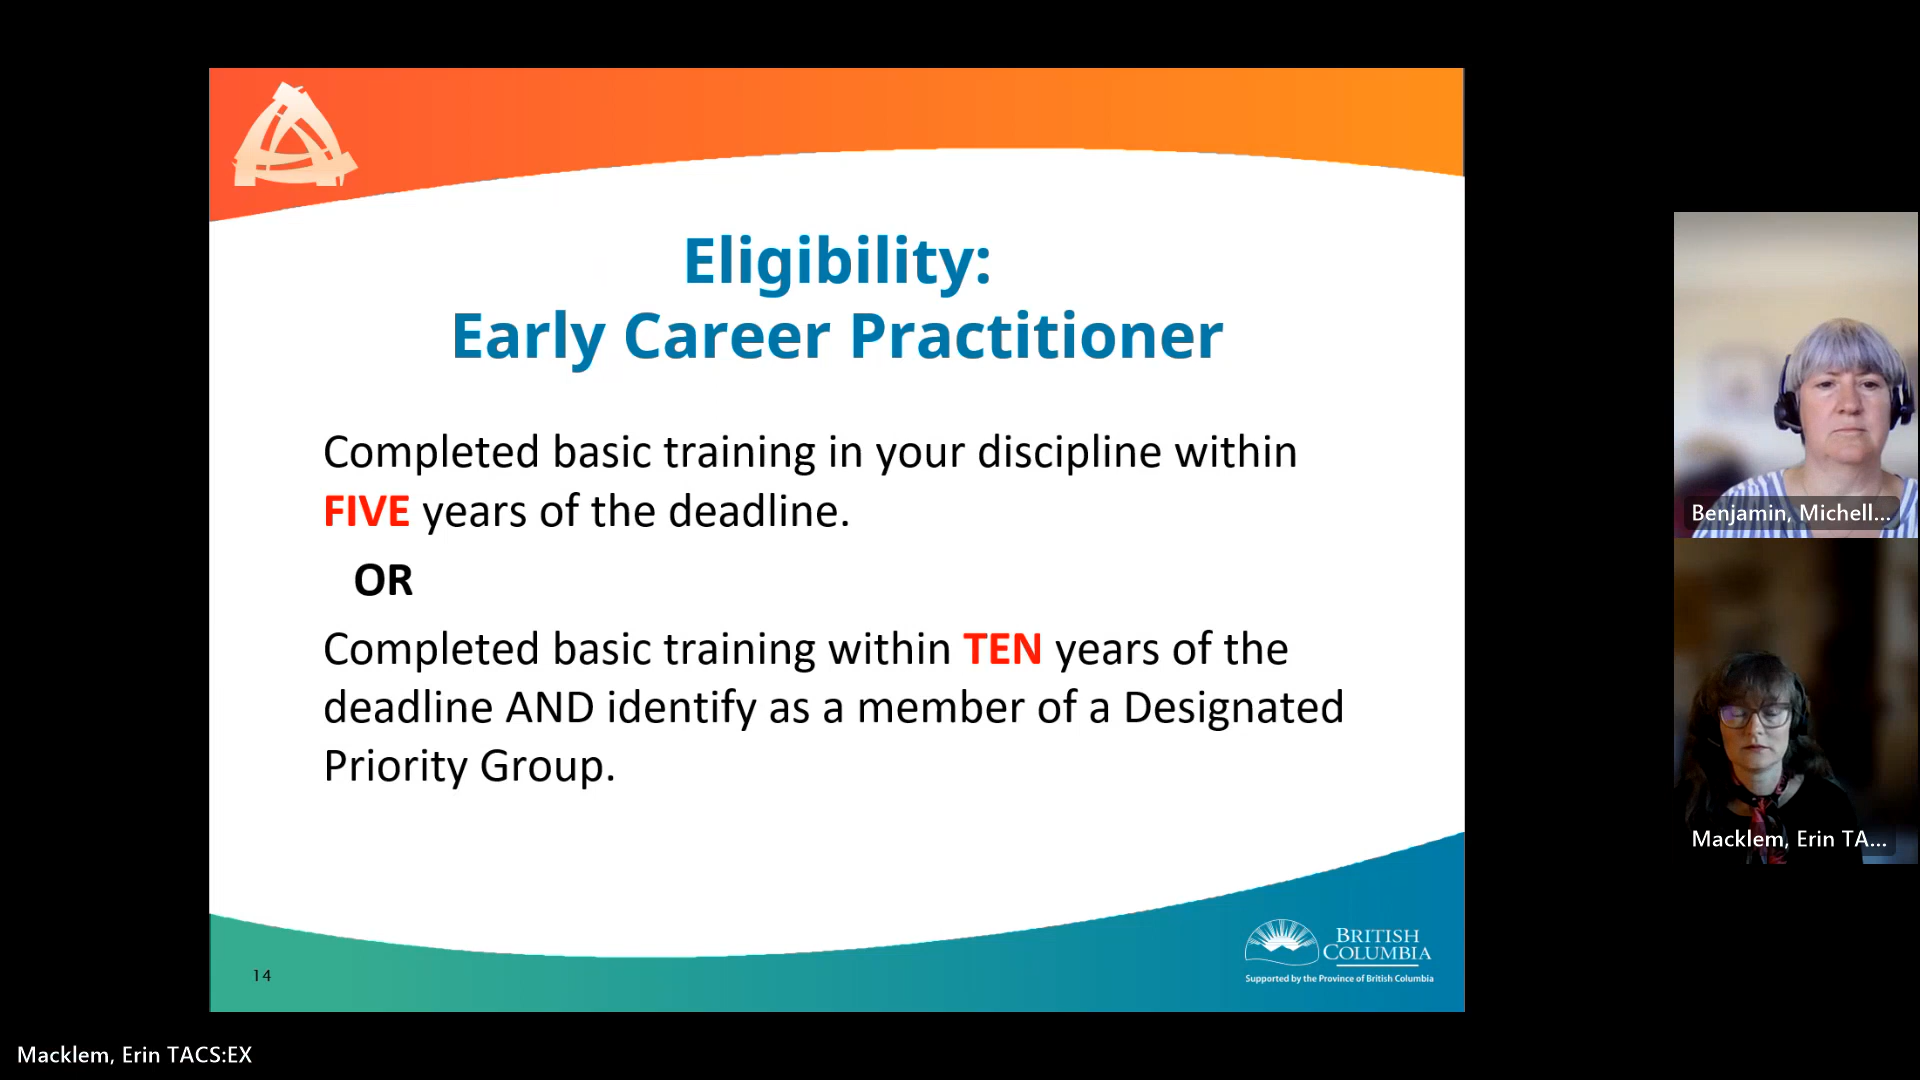 Eligibility:
Early Career Practitioner
Completed basic training in your discipline within
FIVE years of the deadline.
OR
Completed basic training within TEN years of the
deadline AND identify as a member of a Designated
Priority Group.
14
BRITISH
COLUMBIA
Supported by the Province of British Columbia
Benjamin, Michell...
Macklem, Erin TA...
Macklem, Erin TACS:EX